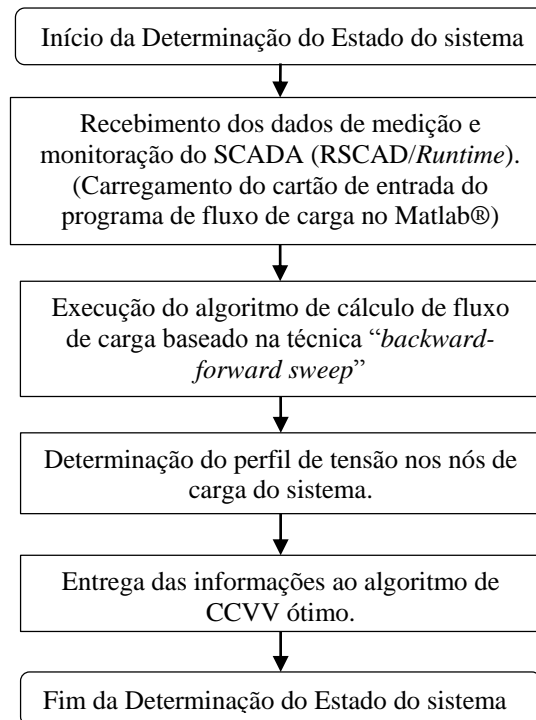 Início da Determinação do Estado do sistema
Recebimento dos dados de medição e
monitoração do SCADA (RSCAD/Runtime).
(Carregamento do cartão de entrada do
programa de fluxo de carga no Matlab®)
Execução do algoritmo de cálculo de fluxo
de carga baseado na técnica “backward-
forward sweep”
Determinação do perfil de tensão nos nós de
carga do sistema.
Entrega das informações ao algoritmo de
CCVV ótimo.
Fim da Determinação do Estado do sistema